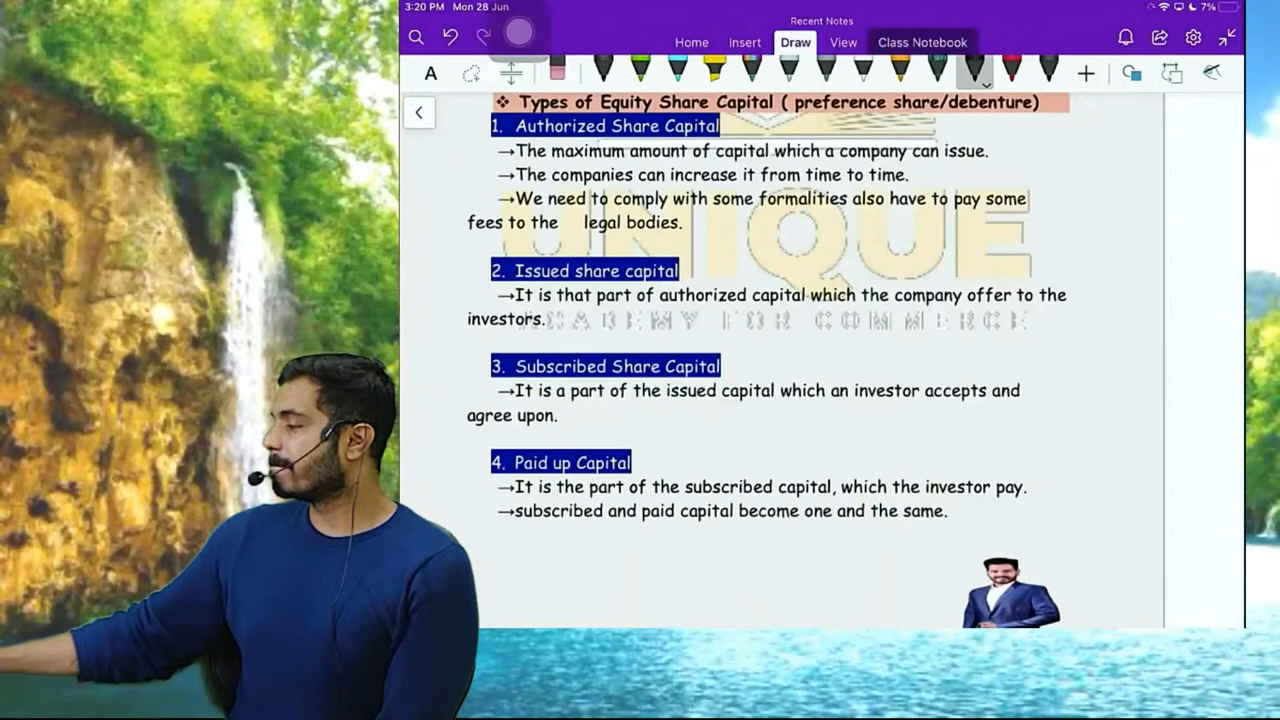 3:20 PM Mon 28 Jun
7%
Recent Notes
Home Insert Draw View Class Notebook
A
❖ Types of Equity Share Capital ( preference share/debenture)
1. Authorized Share Capital
→The maximum amount of capital which a company can issue.
→The companies can increase it from time to time.
→We need to comply with some formalities also have to pay some
fees to the legal bodies.
UNIQUE
2. Issued share capital
→It is that part of authorized capital which the company offer to the
investors.
ACADEMY FOR COMMERCE
3. Subscribed Share Capital
→It is a part of the issued capital which an investor accepts and
agree upon.
4. Paid up Capital
→It is the part of the subscribed capital, which the investor pay.
→subscribed and paid capital become one and the same.